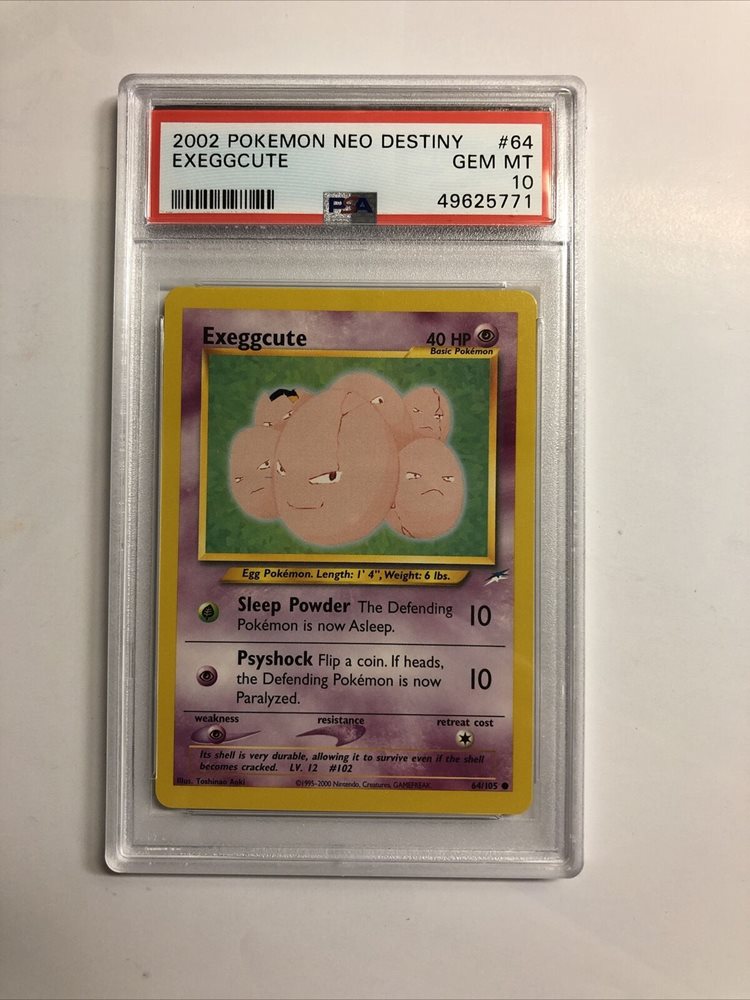 2002 POKEMON NEO DESTINY #64
EXEGGCUTE GEM MT
10
PSA 49625771
Exeggcute 40 HP
Basic Pokémon
Egg Pokémon. Length: 1' 4", Weight: 6 lbs.
Sleep Powder The Defending 10
Pokémon is now Asleep.
Psyshock Flip a coin. If heads,
the Defending Pokémon is now 10
Paralyzed.
weakness resistance retreat cost
Its shell is very durable, allowing it to survive even if the shell
becomes cracked. LV. 12 #102
Illus. Toshinao Aoki ©1995-2000 Nintendo, Creatures, GAMEFREAK 64/105